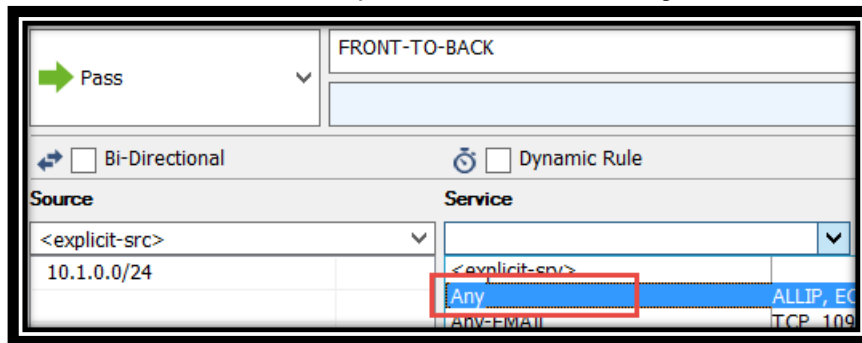 FRONT-TO-BACK
Pass
Bi-Directional
Dynamic Rule
Source
Service
<explicit-src>
10.1.0.0/24
<explicit-srv>
Any
ALLIP, EC
Any-EMAIL
TCP 109